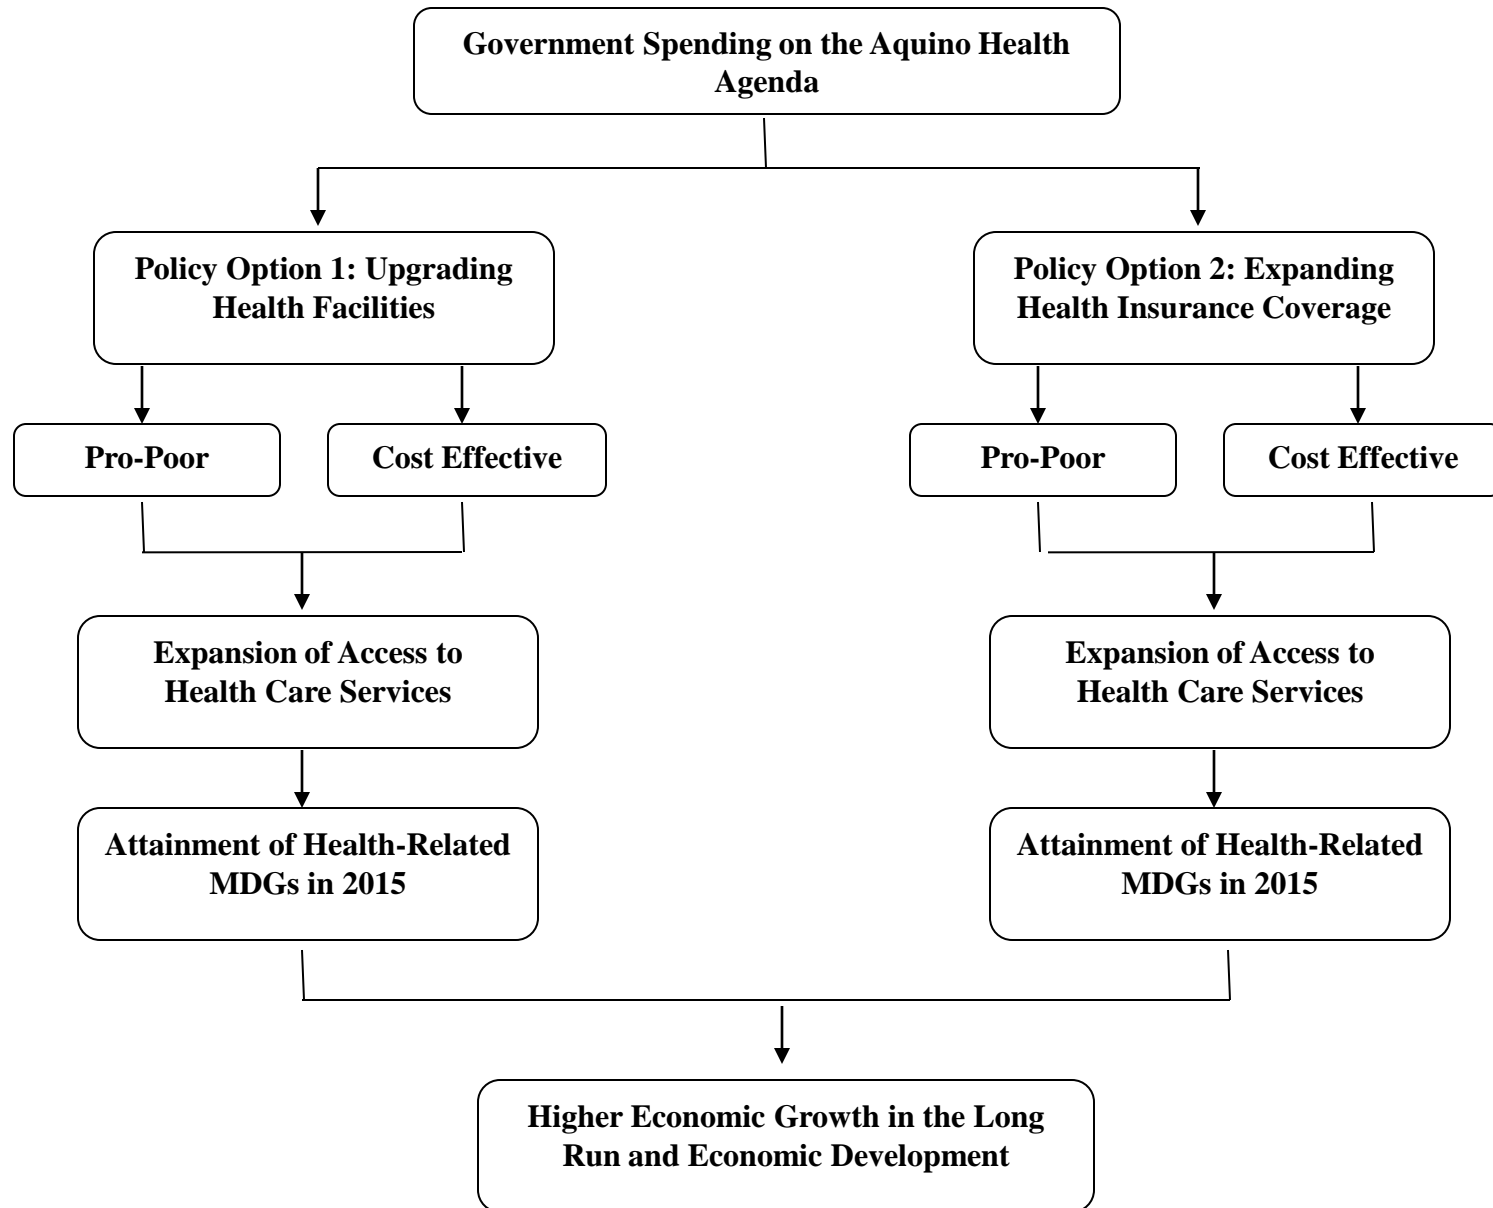 Government Spending on the Aquino Health
Agenda
Policy Option 1: Upgrading
Health Facilities
Policy Option 2: Expanding
Health Insurance Coverage
Pro-Poor
Cost Effective
Pro-Poor
Cost Effective
Expansion of Access to
Health Care Services
Expansion of Access to
Health Care Services
Attainment of Health-Related
MDGs in 2015
Attainment of Health-Related
MDGs in 2015
Higher Economic Growth in the Long
Run and Economic Development